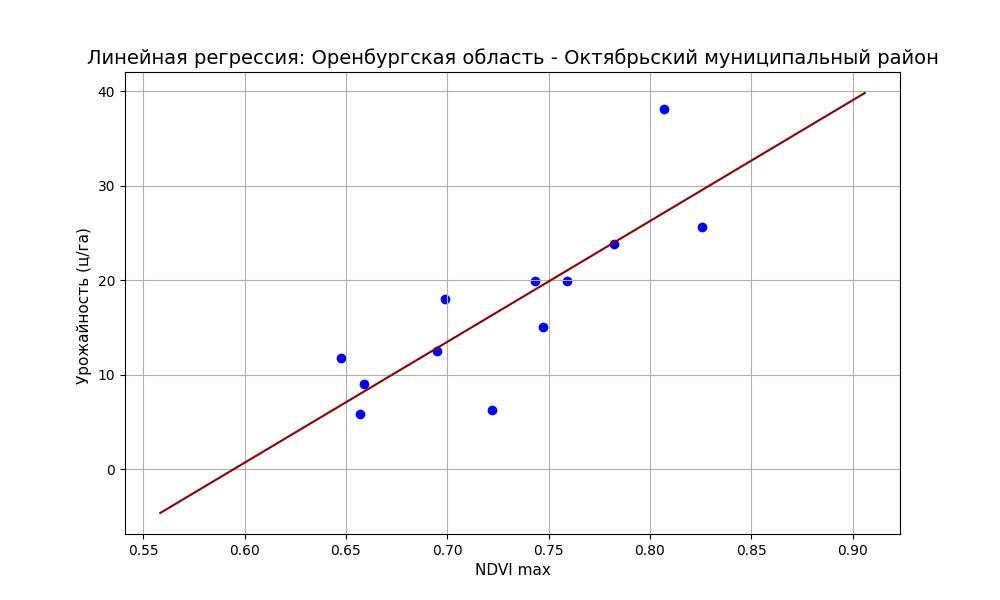 Линейная регрессия: Оренбургская область - Октябрьский муниципальный район
Урожайность (ц/га)
40
30
20
10
0
0.55 0.60 0.65 0.70 0.75 0.80 0.85 0.90
NDVI max